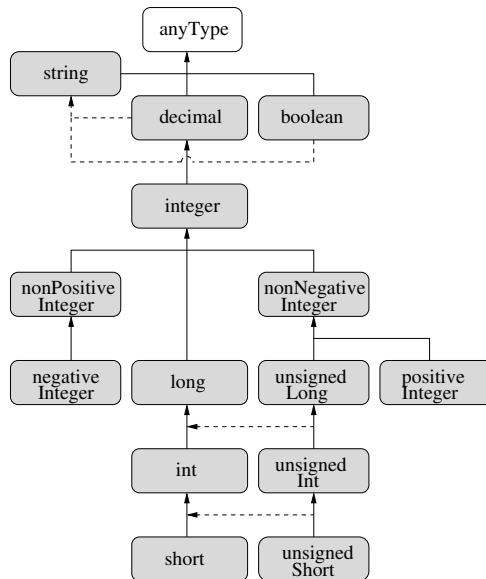 anyType
string
decimal
boolean
integer
nonPositive
Integer
nonNegative
Integer
negative
Integer
long
unsigned
Long
positive
Integer
int
unsigned
Int
short
unsigned
Short